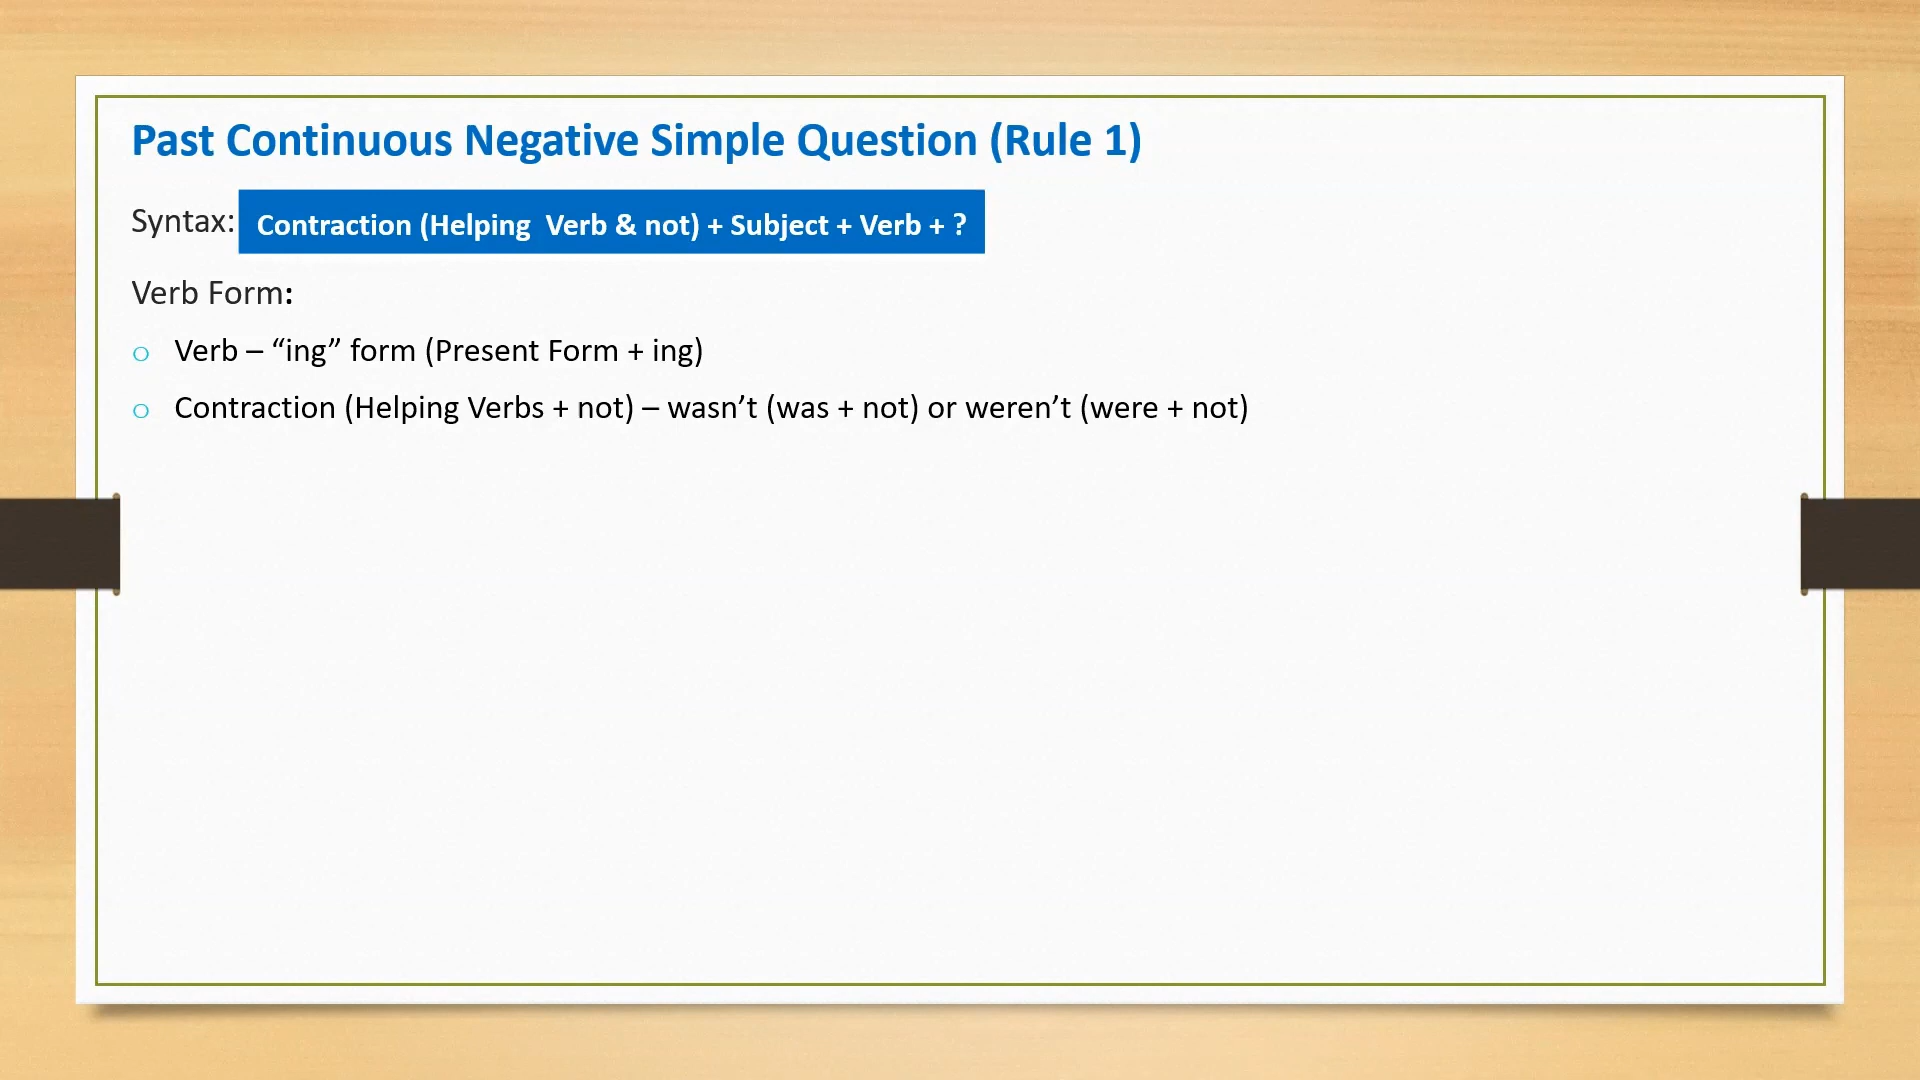 Past Continuous Negative Simple Question (Rule 1)
Syntax: Contraction (Helping  Verb & not) + Subject + Verb + ?
Verb Form:
o Verb – “ing” form (Present Form + ing)
o Contraction (Helping Verbs + not) – wasn’t (was + not) or weren’t (were + not)